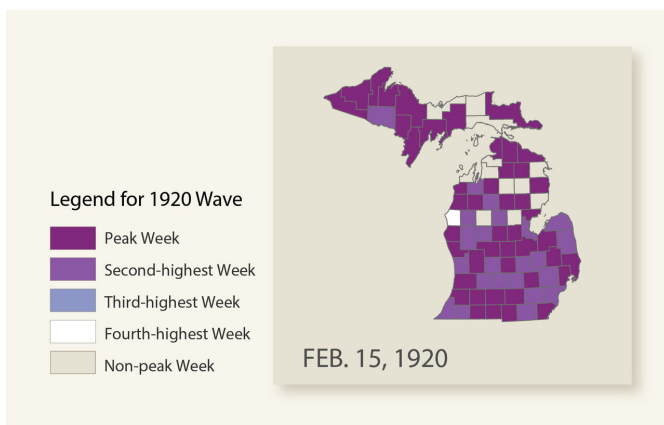 Legend for 1920 Wave
Peak Week
Second-highest Week
Third-highest Week
Fourth-highest Week
Non-peak Week
FEB. 15, 1920